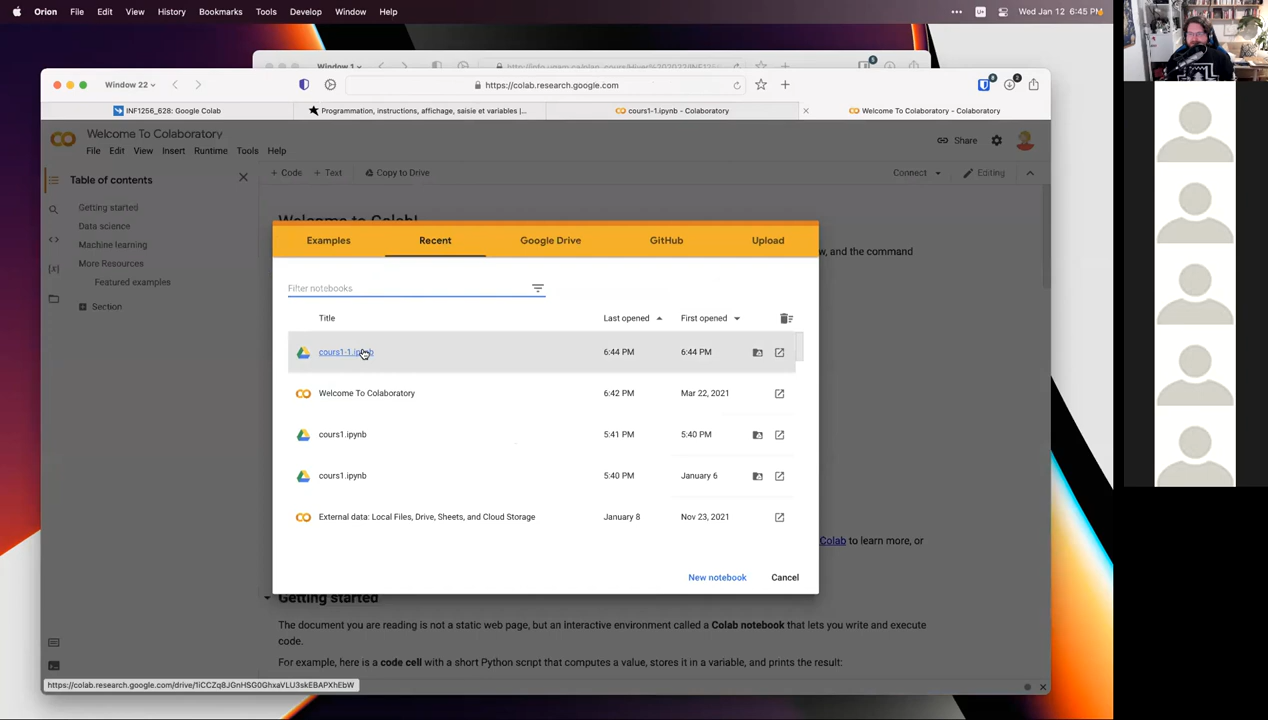 Orion File Edit View History Bookmarks Tools Develop Window Help Wed Jan 12 6:45 PM
Window 1
Window 22 https://colab.research.google.com
INF1256_628: Google Colab Programmation, instructions, affichage, saisie et variables |... cours1-1.ipynb - Colaboratory Welcome To Colaboratory - Colaboratory
Welcome To Colaboratory
File Edit View Insert Runtime Tools Help Share
Table of contents + Code + Text Copy to Drive Connect Editing
Getting started
Data science
Machine learning
More Resources
Featured examples
Section
Welcome to Colab!
w, and the command
Examples Recent Google Drive GitHub Upload
Filter notebooks
Title Last opened First opened
cours1-1.ipynb 6:44 PM 6:44 PM
Welcome To Colaboratory 6:42 PM Mar 22, 2021
cours1.ipynb 5:41 PM 5:40 PM
cours1.ipynb 5:40 PM January 6
External data: Local Files, Drive, Sheets, and Cloud Storage January 8 Nov 23, 2021
Colab to learn more, or
New notebook Cancel
Getting started
The document you are reading is not a static web page, but an interactive environment called a Colab notebook that lets you write and execute
code.
For example, here is a code cell with a short Python script that computes a value, stores it in a variable, and prints the result: